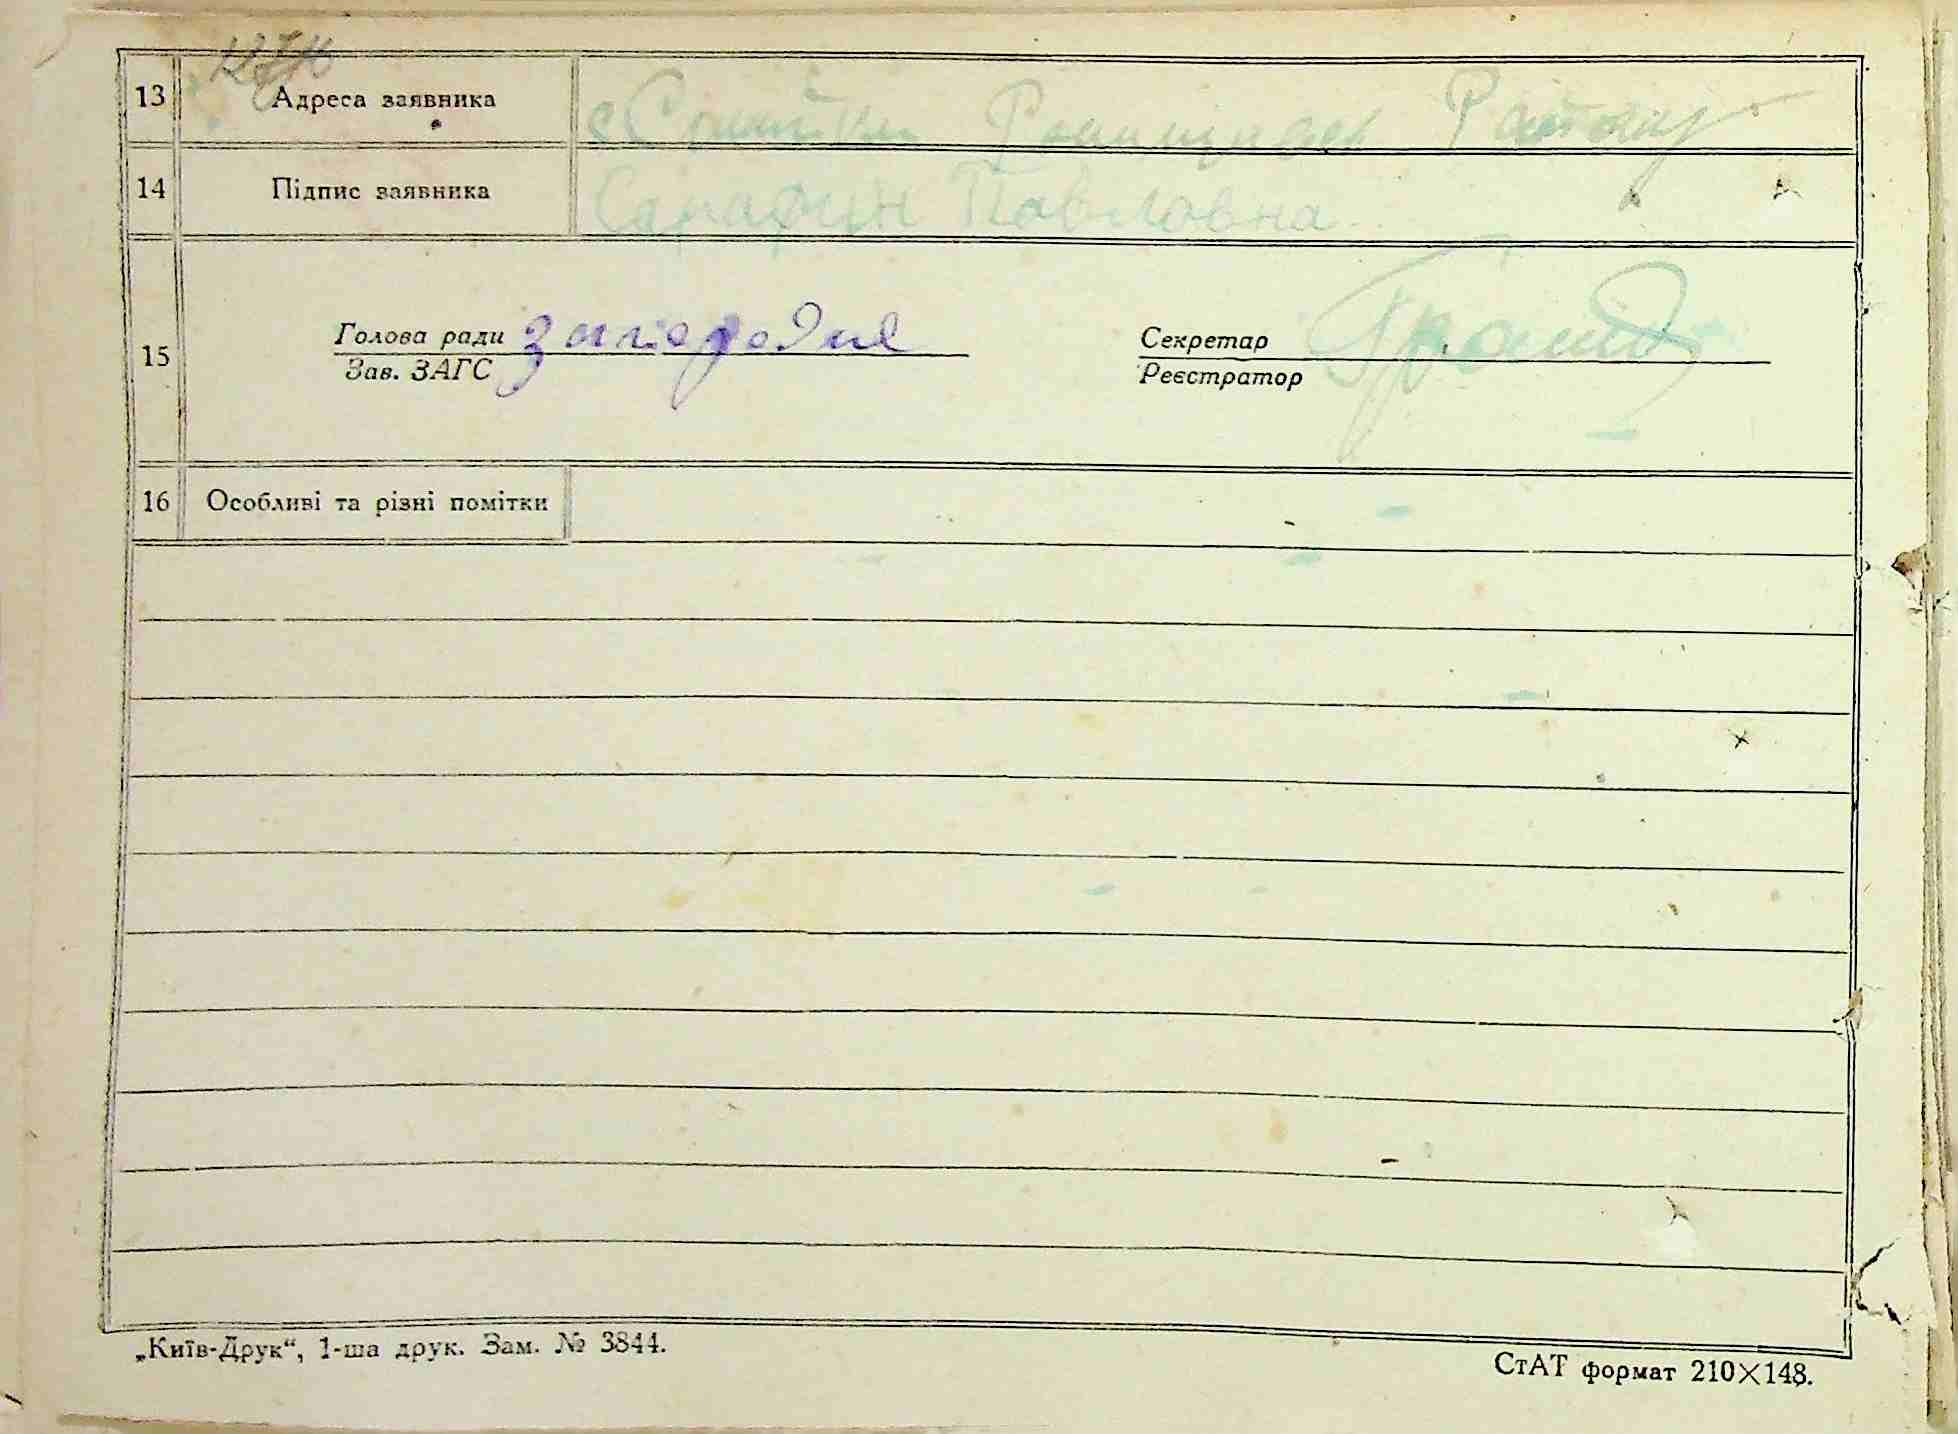 13 Адреса заявника Району
14 Підпис заявника Сарафин Павловна
15 Голова ради Секретар
Зав. ЗАГС Реєстратор
16 Особливі та різні помітки
„Київ-Друк“, 1-ша друк. Зам. № 3844.
СтАТ формат 210×148.